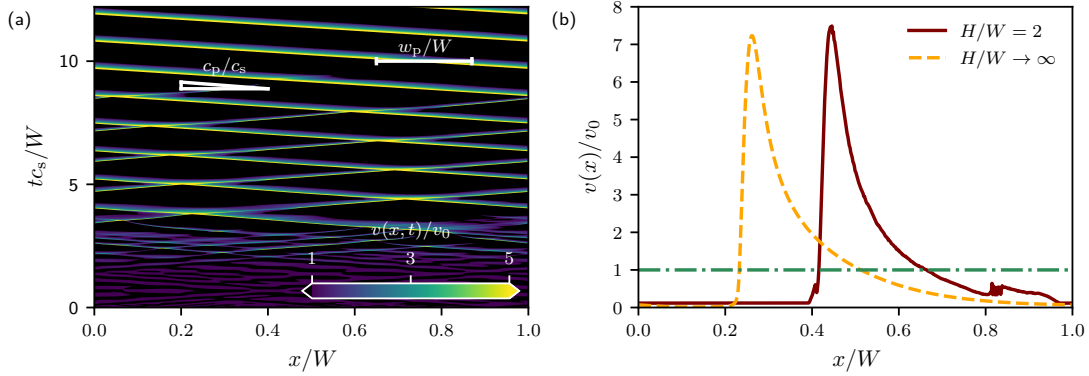 (a)
tc_s/W
10
5
0
c_p/c_s
w_p/W
v(x, t)/v_0
1 3 5
0.0 0.2 0.4 0.6 0.8 1.0
x/W
(b)
v(x)/v_0
8
7
6
5
4
3
2
1
0
H/W = 2
H/W → ∞
0.0 0.2 0.4 0.6 0.8 1.0
x/W